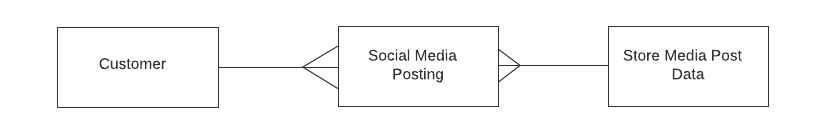 Customer
Social Media
Posting
Store Media Post
Data